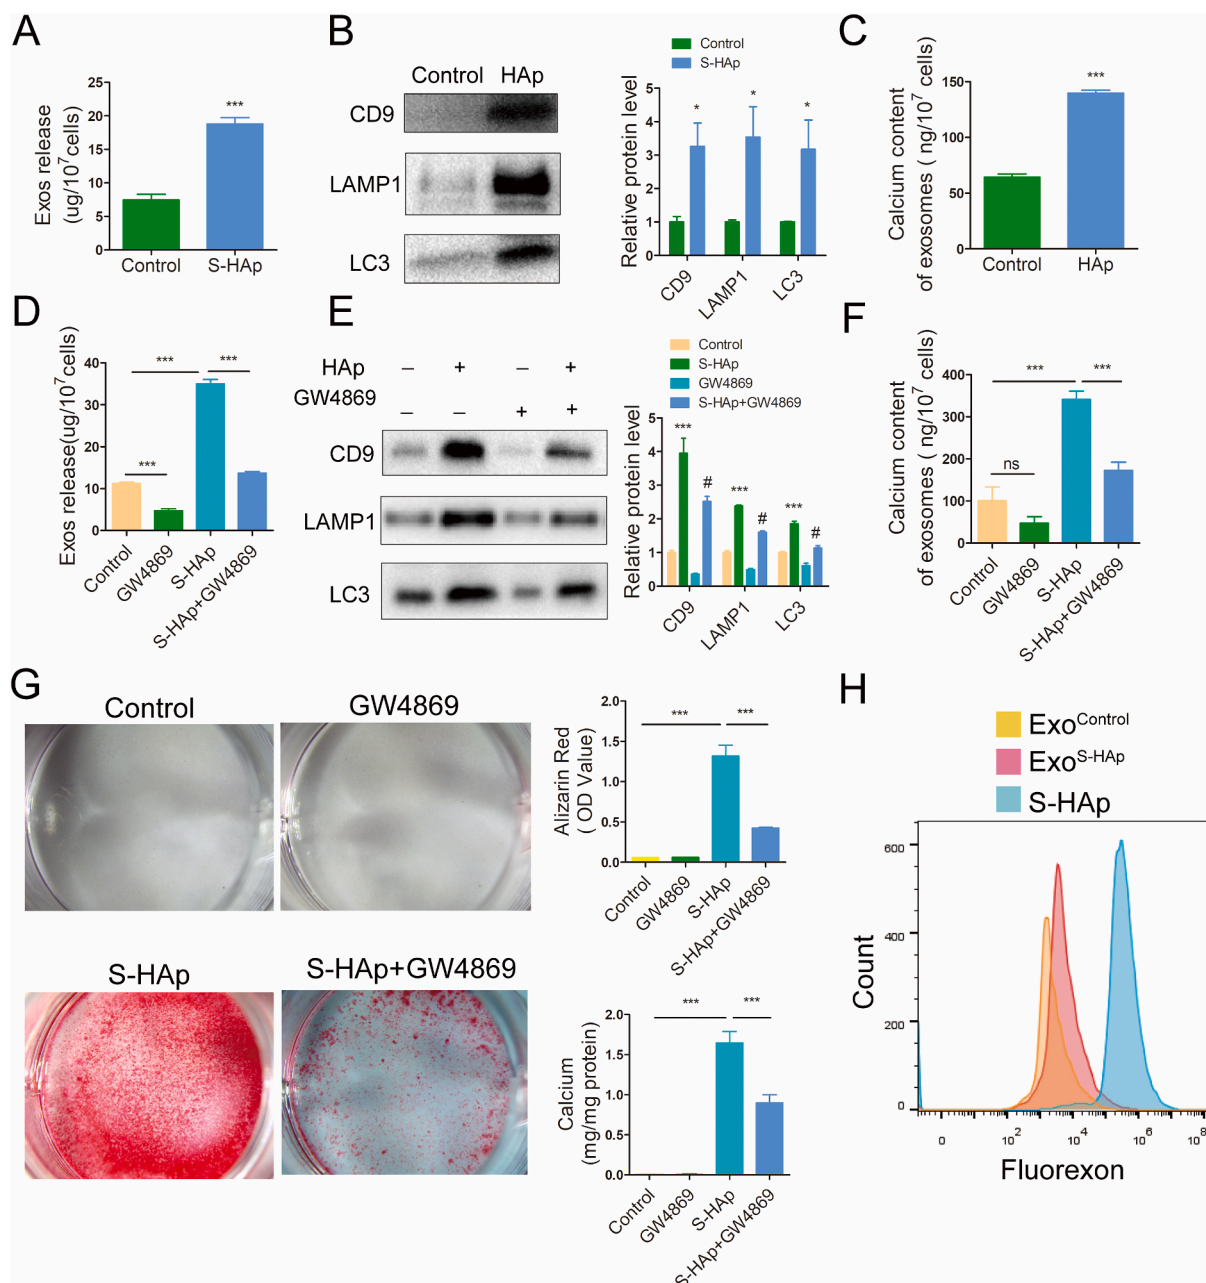 A
Exos release
(ug/10⁷cells)
25
20
15
10
5
0
***
Control
S-HAp
B
Control
HAp
CD9
LAMP1
LC3
Control
S-HAp
Relative protein level
5
4
3
2
1
0
*
*
*
CD9
LAMP1
LC3
C
Calcium content
of exosomes ( ng/10⁷ cells)
150
100
50
0
***
Control
HAp
D
Exos release(ug/10⁷cells)
40
30
20
10
0
***
***
***
Control
GW4869
S-HAp
S-HAp+GW4869
E
HAp – + – +
GW4869 – – + +
CD9
LAMP1
LC3
Control
S-HAp
GW4869
S-HAp+GW4869
Relative protein level
5
4
3
2
1
0
***
#
***
#
***
#
CD9
LAMP1
LC3
F
Calcium content
of exosomes ( ng/10⁷ cells)
400
300
200
100
0
ns
***
***
Control
GW4869
S-HAp
S-HAp+GW4869
G
Control
GW4869
S-HAp
S-HAp+GW4869
Alizarin Red
( OD Value)
2.0
1.5
1.0
0.5
0.0
***
***
Control
GW4869
S-HAp
S-HAp+GW4869
Calcium
(mg/mg protein)
2.0
1.5
1.0
0.5
0.0
***
***
Control
GW4869
S-HAp
S-HAp+GW4869
H
Exo^Control
Exo^S-HAp
S-HAp
Count
600
400
200
0
0
10²
10⁴
10⁶
10⁸
Fluorexon